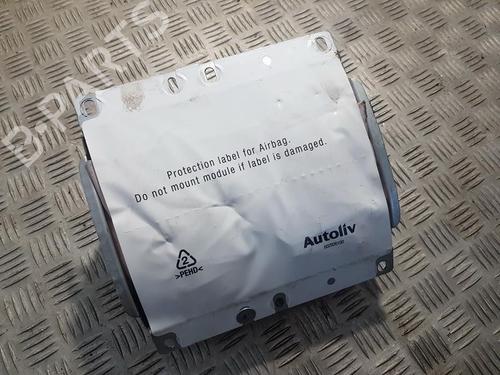 B-PARTS
Protection label for Airbag.
Do not mount module if label is damaged.
Autoliv
2
>PEHD<